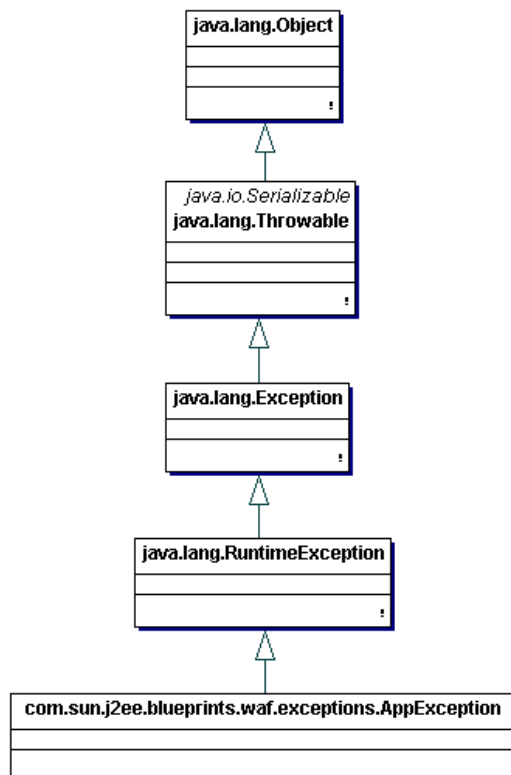 java.lang.Object
!
java.io.Serializable
java.lang.Throwable
!
java.lang.Exception
!
java.lang.RuntimeException
!
com.sun.j2ee.blueprints.waf.exceptions.AppException